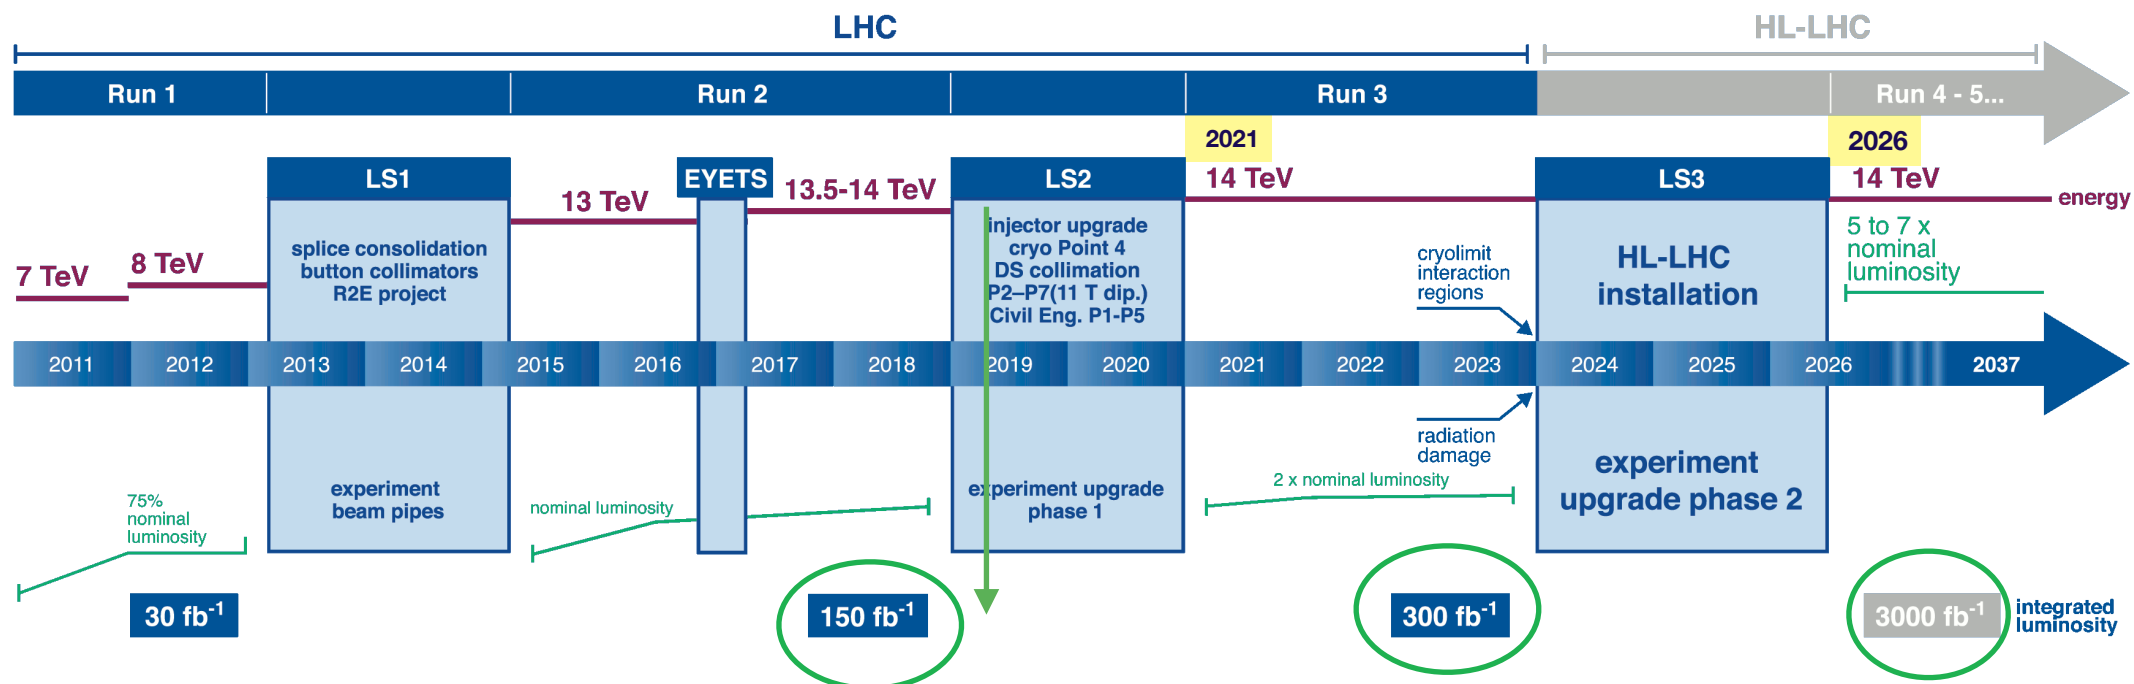 LHC
HL-LHC
Run 1
Run 2
Run 3
Run 4 - 5...
2021
2026
LS1
EYETS
LS2
LS3
7 TeV
8 TeV
13 TeV
13.5-14 TeV
14 TeV
14 TeV
energy
splice consolidation
button collimators
R2E project
injector upgrade
cryo Point 4
DS collimation
P2–P7(11 T dip.)
Civil Eng. P1-P5
cryolimit
interaction
regions
HL-LHC
installation
5 to 7 x
nominal
luminosity
2011
2012
2013
2014
2015
2016
2017
2018
2019
2020
2021
2022
2023
2024
2025
2026
2037
75%
nominal
luminosity
experiment
beam pipes
nominal luminosity
experiment upgrade
phase 1
2 x nominal luminosity
radiation
damage
experiment
upgrade phase 2
30 fb⁻¹
150 fb⁻¹
300 fb⁻¹
3000 fb⁻¹
integrated
luminosity